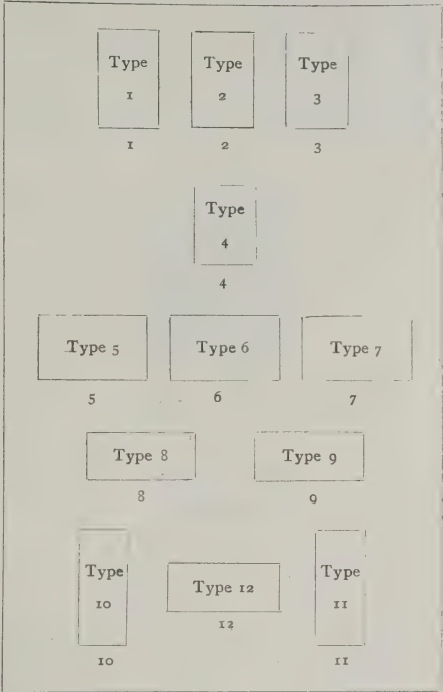 Type Type Type
1 2 3
1 2 3
Type
4
4
Type 5 Type 6 Type 7
5 6 7
Type 8 Type 9
8 9
Type Type 12 Type
10 11
12
10 11